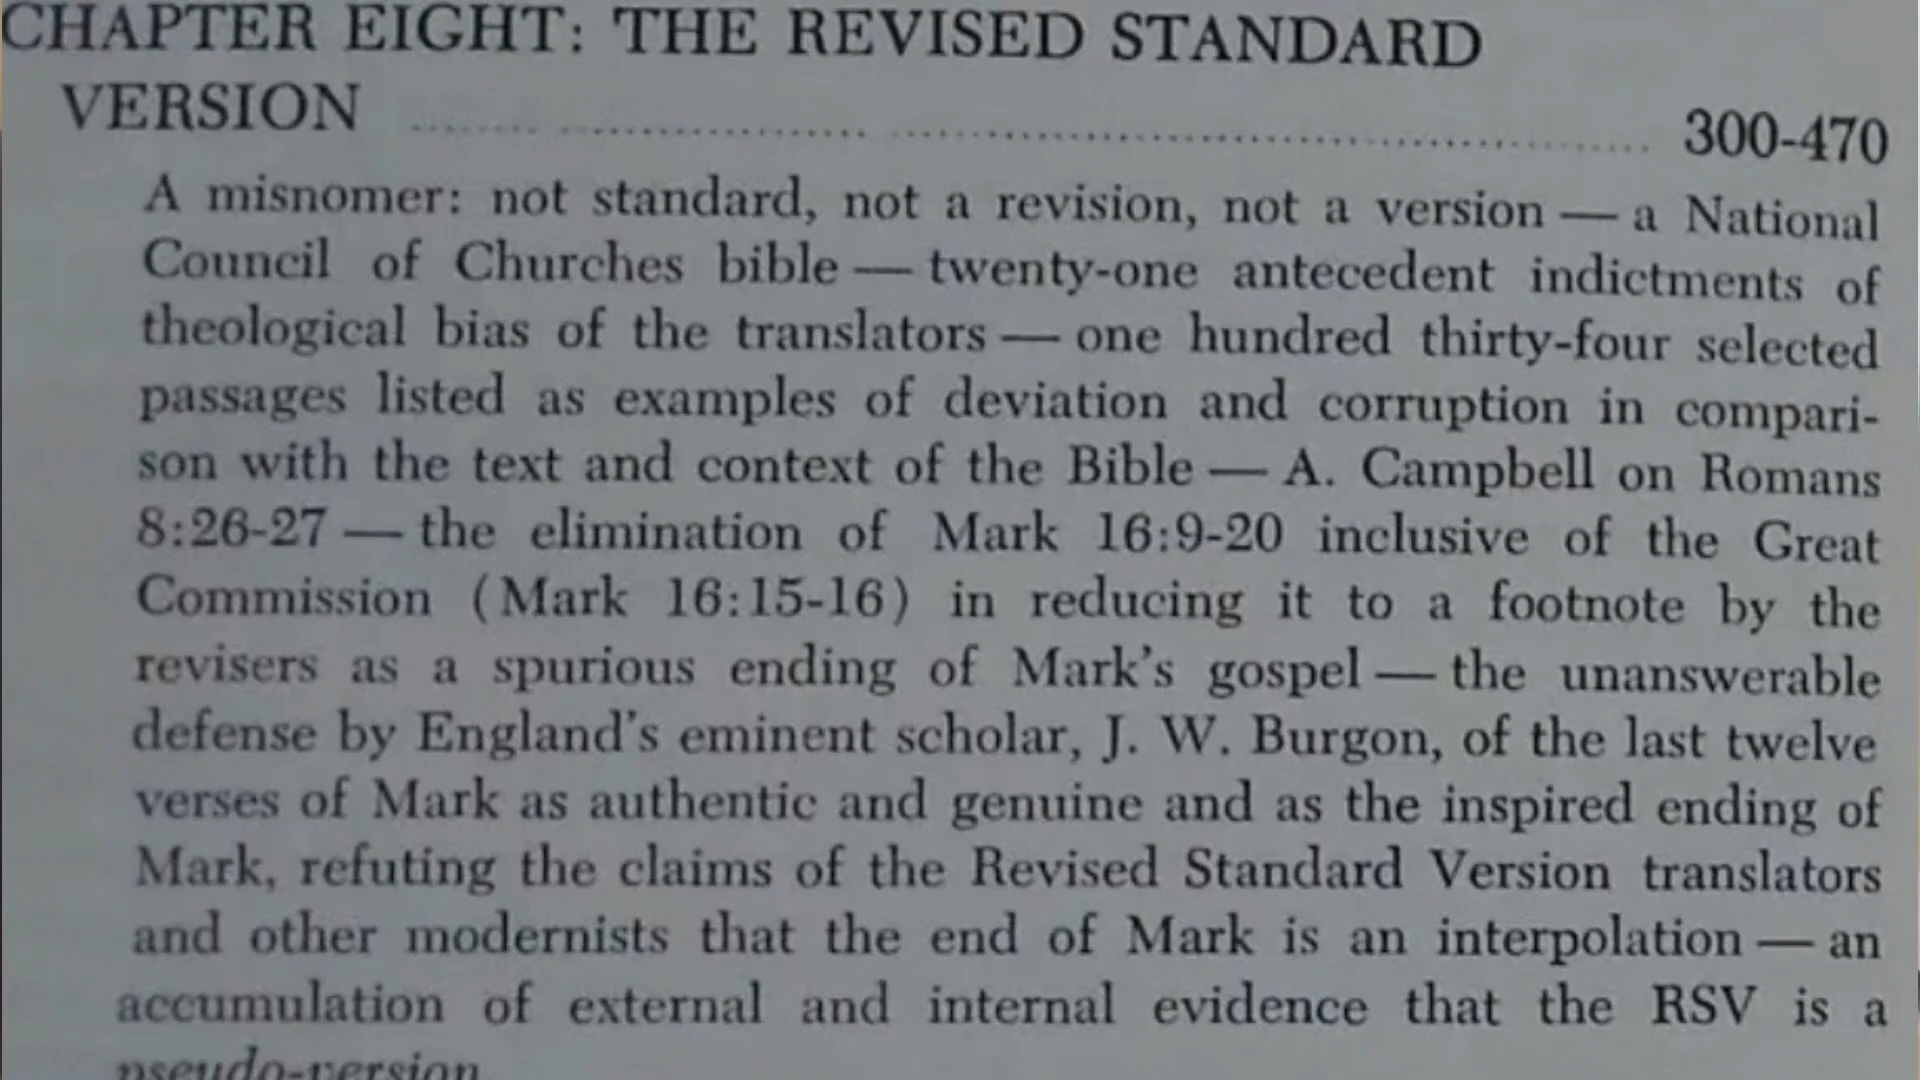 CHAPTER EIGHT: THE REVISED STANDARD
VERSION ........................................ 300-470
A misnomer: not standard, not a revision, not a version — a National
Council of Churches bible — twenty-one antecedent indictments of
theological bias of the translators — one hundred thirty-four selected
passages listed as examples of deviation and corruption in compari-
son with the text and context of the Bible — A. Campbell on Romans
8:26-27 — the elimination of Mark 16:9-20 inclusive of the Great
Commission (Mark 16:15-16) in reducing it to a footnote by the
revisers as a spurious ending of Mark's gospel — the unanswerable
defense by England's eminent scholar, J. W. Burgon, of the last twelve
verses of Mark as authentic and genuine and as the inspired ending of
Mark, refuting the claims of the Revised Standard Version translators
and other modernists that the end of Mark is an interpolation — an
accumulation of external and internal evidence that the RSV is a
pseudo-version.